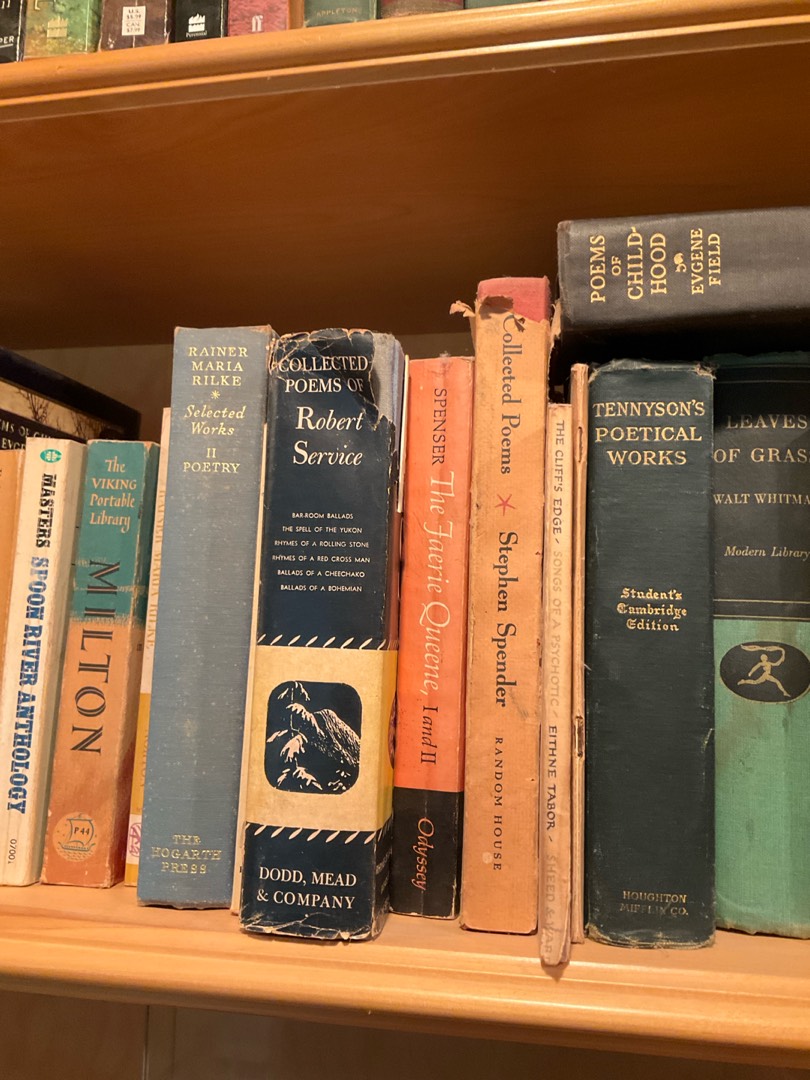 ff
APPLETON
MASTERS SPOON RIVER ANTHOLOGY
The
VIKING
Portable
Library
MILTON
P44
RAINER
MARIA
RILKE
Selected
Works
II
POETRY
THE
HOGARTH
PRESS
COLLECTED
POEMS OF
Robert
Service
BAR-ROOM BALLADS
THE SPELL OF THE YUKON
RHYMES OF A ROLLING STONE
RHYMES OF A RED CROSS MAN
BALLADS OF A CHEECHAKO
BALLADS OF A BOHEMIAN
DODD, MEAD
& COMPANY
SPENSER The Faerie Queene, I and II Odyssey
Collected Poems Stephen Spender RANDOM HOUSE
THE CLIFF'S EDGE / SONGS OF A PSYCHOTIC / EITHNE TABOR / SHEED & WARD
POEMS
OF
CHILD-
HOOD
EVGENE
FIELD
TENNYSON'S
POETICAL
WORKS
Student's
Cambridge
Edition
HOUGHTON
MIFFLIN CO.
LEAVES
OF GRASS
WALT WHITMA
Modern Library